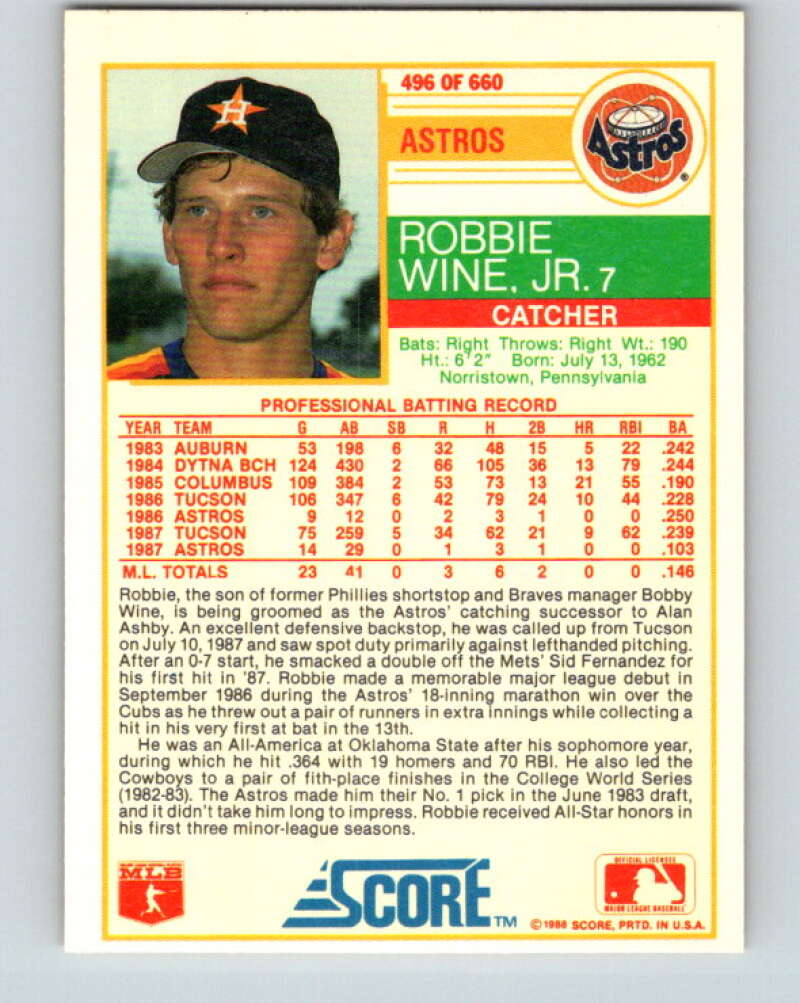 H
496 OF 660
ASTROS
Astros
®
ROBBIE
WINE, JR. 7
CATCHER
Bats: Right Throws: Right Wt.: 190
Ht.: 6'2" Born: July 13, 1962
Norristown, Pennsylvania
PROFESSIONAL BATTING RECORD
YEAR TEAM G AB SB R H 2B HR RBI BA
1983 AUBURN 53 198 6 32 48 15 5 22 .242
1984 DYTNA BCH 124 430 2 66 105 36 13 79 .244
1985 COLUMBUS 109 384 2 53 73 13 21 55 .190
1986 TUCSON 106 347 6 42 79 24 10 44 .228
1986 ASTROS 9 12 0 2 3 1 0 0 .250
1987 TUCSON 75 259 5 34 62 21 9 62 .239
1987 ASTROS 14 29 0 1 3 1 0 0 .103
M.L. TOTALS 23 41 0 3 6 2 0 0 .146
Robbie, the son of former Phillies shortstop and Braves manager Bobby
Wine, is being groomed as the Astros' catching successor to Alan
Ashby. An excellent defensive backstop, he was called up from Tucson
on July 10, 1987 and saw spot duty primarily against lefthanded pitching.
After an 0-7 start, he smacked a double off the Mets' Sid Fernandez for
his first hit in '87. Robbie made a memorable major league debut in
September 1986 during the Astros' 18-inning marathon win over the
Cubs as he threw out a pair of runners in extra innings while collecting a
hit in his very first at bat in the 13th.
He was an All-America at Oklahoma State after his sophomore year,
during which he hit .364 with 19 homers and 70 RBI. He also led the
Cowboys to a pair of fith-place finishes in the College World Series
(1982-83). The Astros made him their No. 1 pick in the June 1983 draft,
and it didn't take him long to impress. Robbie received All-Star honors in
his first three minor-league seasons.
MLB
SCORE TM
OFFICIAL LICENSEE
MAJOR LEAGUE BASEBALL
©1988 SCORE, PRTD. IN U.S.A.